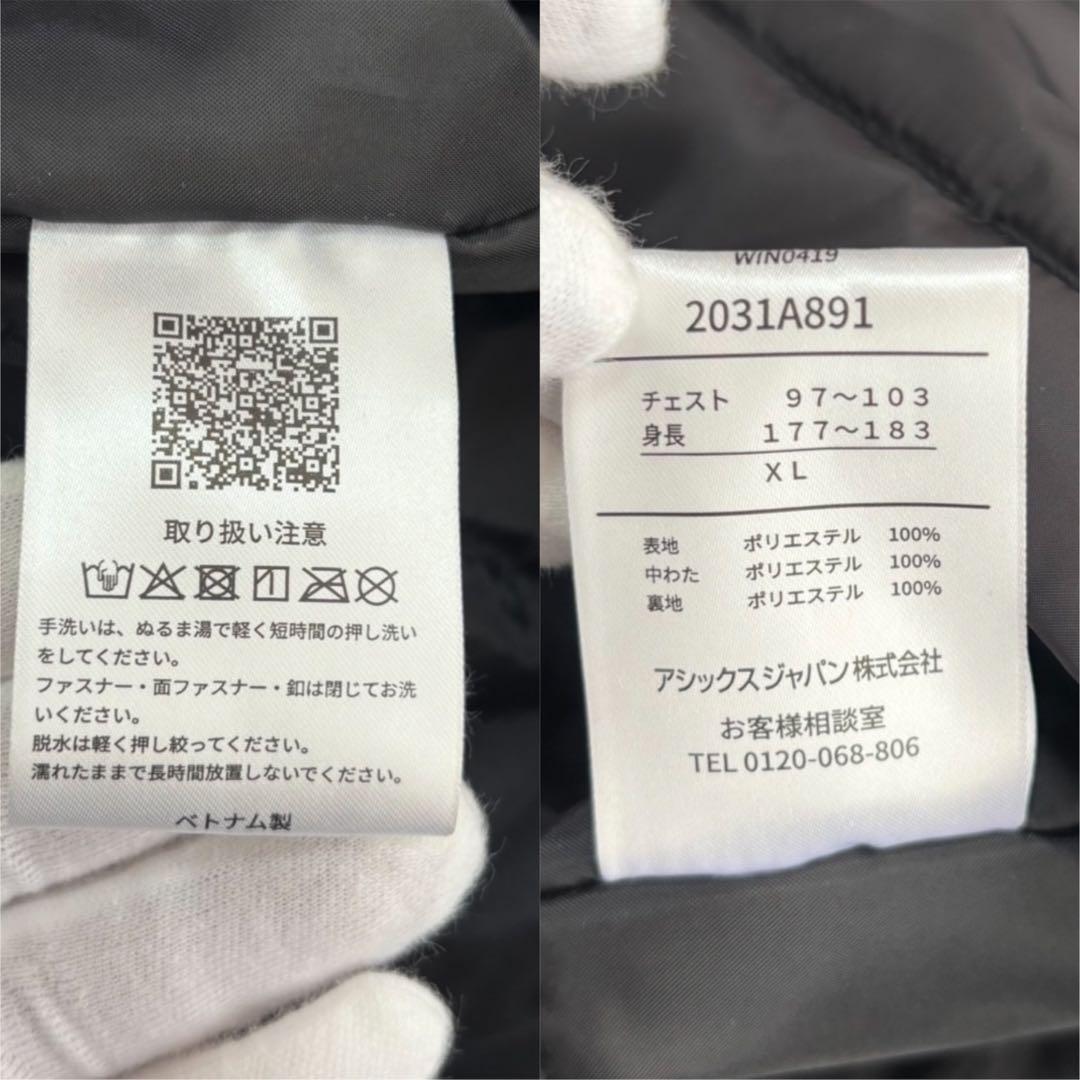 取り扱い注意
手洗いは、ぬるま湯で軽く短時間の押し洗い
をしてください。
ファスナー・面ファスナー・釦は閉じてお洗
いください。
脱水は軽く押し絞ってください。
濡れたままで長時間放置しないでください。
ベトナム製
WIN0419
2031A891
チェスト 97〜103
身長 177〜183
XL
表地 ポリエステル 100%
中わた ポリエステル 100%
裏地 ポリエステル 100%
アシックスジャパン株式会社
お客様相談室
TEL 0120-068-806